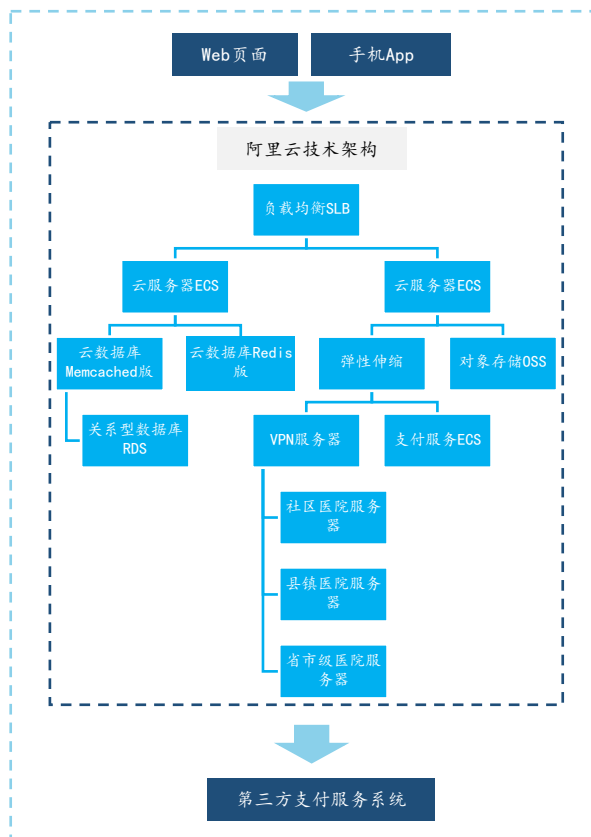 Web页面
手机App
阿里云技术架构
负载均衡SLB
云服务器ECS
云服务器ECS
云数据库
Memcached版
云数据库Redis
版
弹性伸缩
对象存储OSS
关系型数据库
RDS
VPN服务器
支付服务ECS
社区医院服务
器
县镇医院服务
器
省市级医院服
务器
第三方支付服务系统